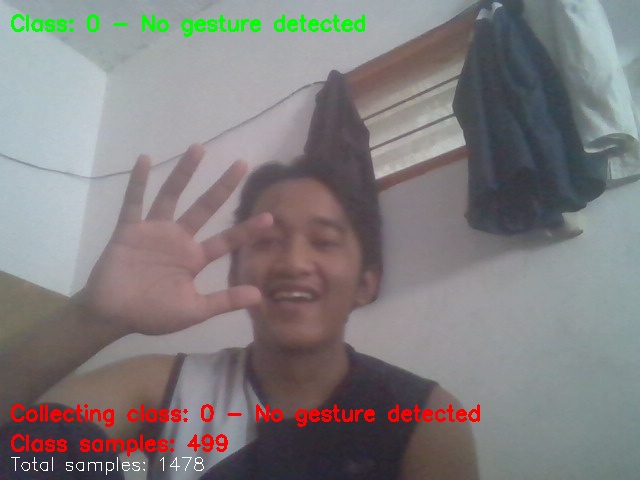 Class: 0 - No gesture detected
Collecting class: 0 - No gesture detected
Class samples: 499
Total samples: 1478